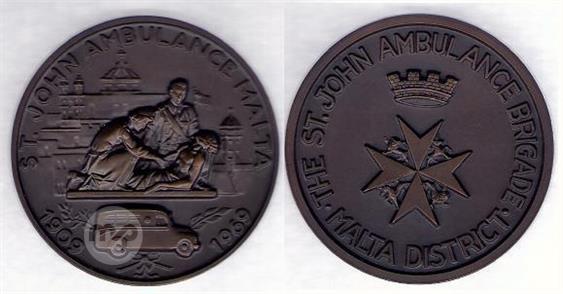 ST. JOHN AMBULANCE MALTA
1909 1969
THE ST. JOHN AMBULANCE BRIGADE·
·MALTA DISTRICT·